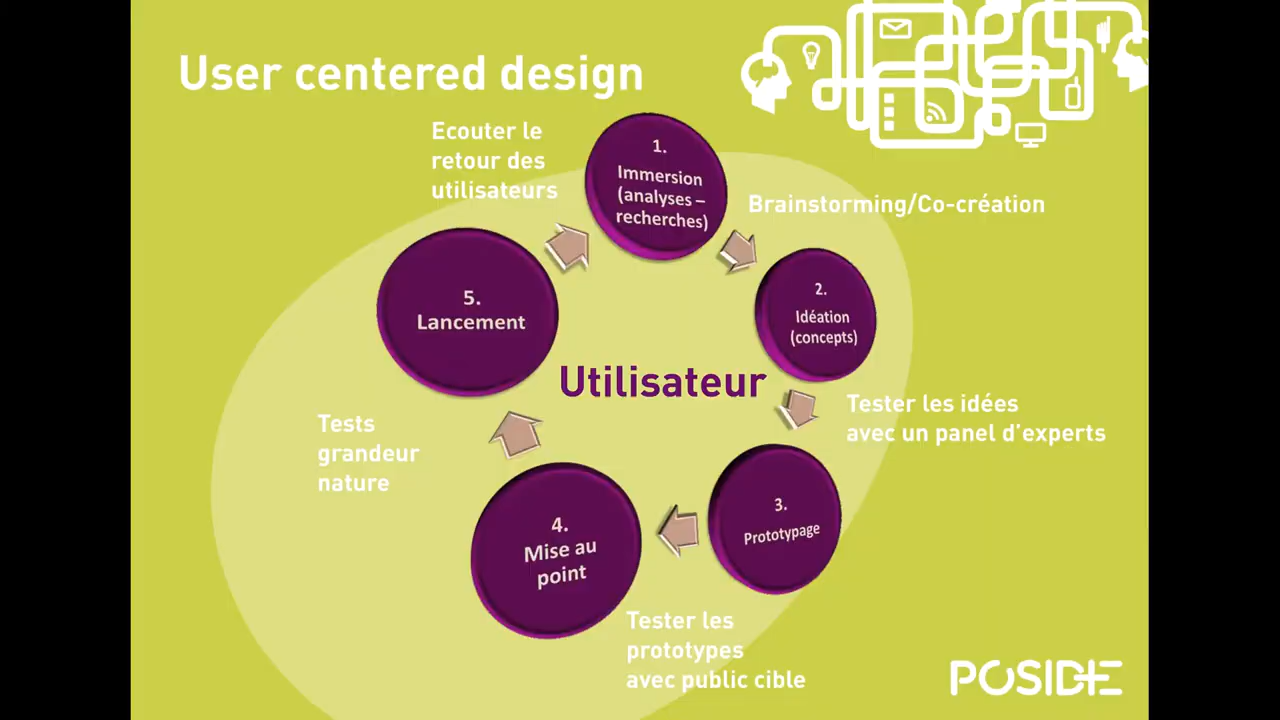 User centered design
Ecouter le
retour des
utilisateurs
1.
Immersion
(analyses –
recherches)
Brainstorming/Co-création
2.
Idéation
(concepts)
Tester les idées
avec un panel d'experts
3.
Prototypage
Tester les
prototypes
avec public cible
4.
Mise au
point
Tests
grandeur
nature
5.
Lancement
Utilisateur
POSIDE